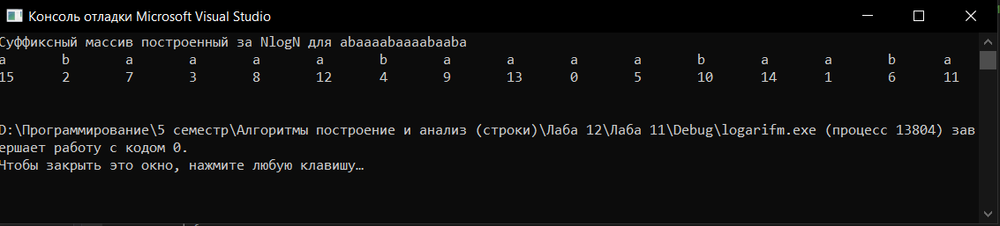 Консоль отладки Microsoft Visual Studio
Суффиксный массив построенный за NlogN для abaaaabaaaabaaba
a b a a a a b a a a a b a a b a
15 2 7 3 8 12 4 9 13 0 5 10 14 1 6 11
D:\Программирование\5 семестр\Алгоритмы построение и анализ (строки)\Лаба 12\Лаба 11\Debug\logarifm.exe (процесс 13804) зав
ершает работу с кодом 0.
Чтобы закрыть это окно, нажмите любую клавишу…